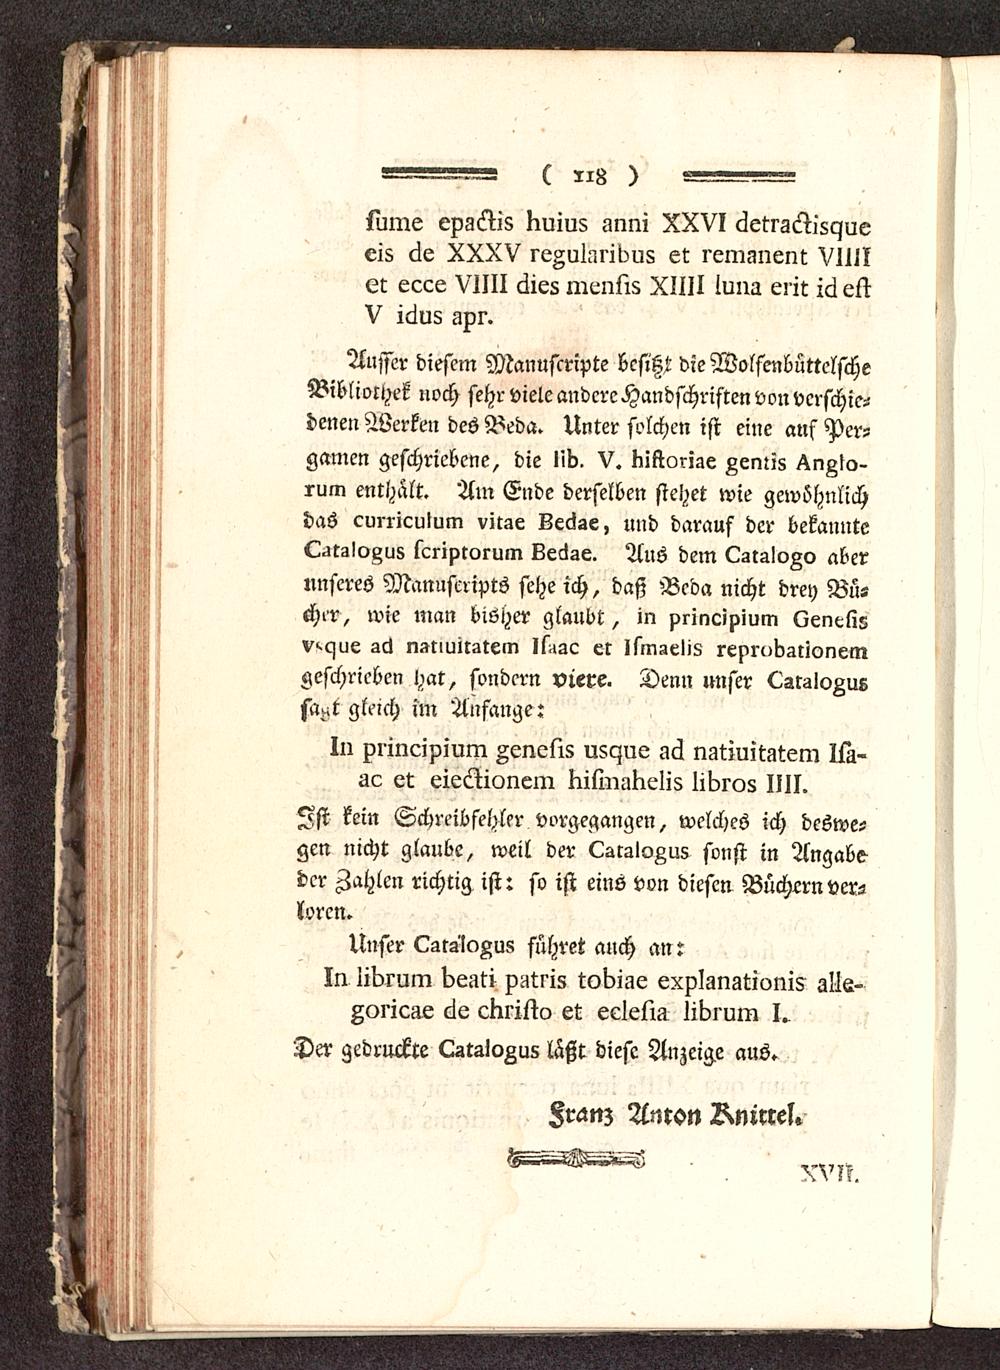 ( 118 )
ſume epactis huius anni XXVI detractisque
eis de XXXV regularibus et remanent VIIII
et ecce VIIII dies menſis XIIII luna erit id eſt
V idus apr.
Auſſer dieſem Manuſcripte beſitzt die Wolfenbüttelſche
Bibliothek noch ſehr viele andere Handſchriften von verſchie-
denen Werken des Beda. Unter ſolchen iſt eine auf Per-
gamen geſchriebene, die lib. V. hiſtoriae gentis Anglo-
rum enthält. Am Ende derſelben ſtehet wie gewöhnlich
das curriculum vitae Bedae, und darauf der bekannte
Catalogus ſcriptorum Bedae. Aus dem Catalogo aber
unſeres Manuſcripts ſehe ich, daß Beda nicht drey Bü-
cher, wie man bisher glaubt, in principium Geneſis
vsque ad natiuitatem Iſaac et Iſmaelis reprobationem
geſchrieben hat, ſondern viere. Denn unſer Catalogus
ſagt gleich im Anfange:
In principium geneſis usque ad natiuitatem Iſa-
ac et eiectionem hiſmahelis libros IIII.
Iſt kein Schreibfehler vorgegangen, welches ich deswe-
gen nicht glaube, weil der Catalogus ſonſt in Angabe
der Zahlen richtig iſt: ſo iſt eins von dieſen Büchern ver-
loren.
Unſer Catalogus führet auch an:
In librum beati patris tobiae explanationis alle-
goricae de chriſto et eclesia librum I.
Der gedruckte Catalogus läßt dieſe Anzeige aus.
Franz Anton Knittel.
XVII.